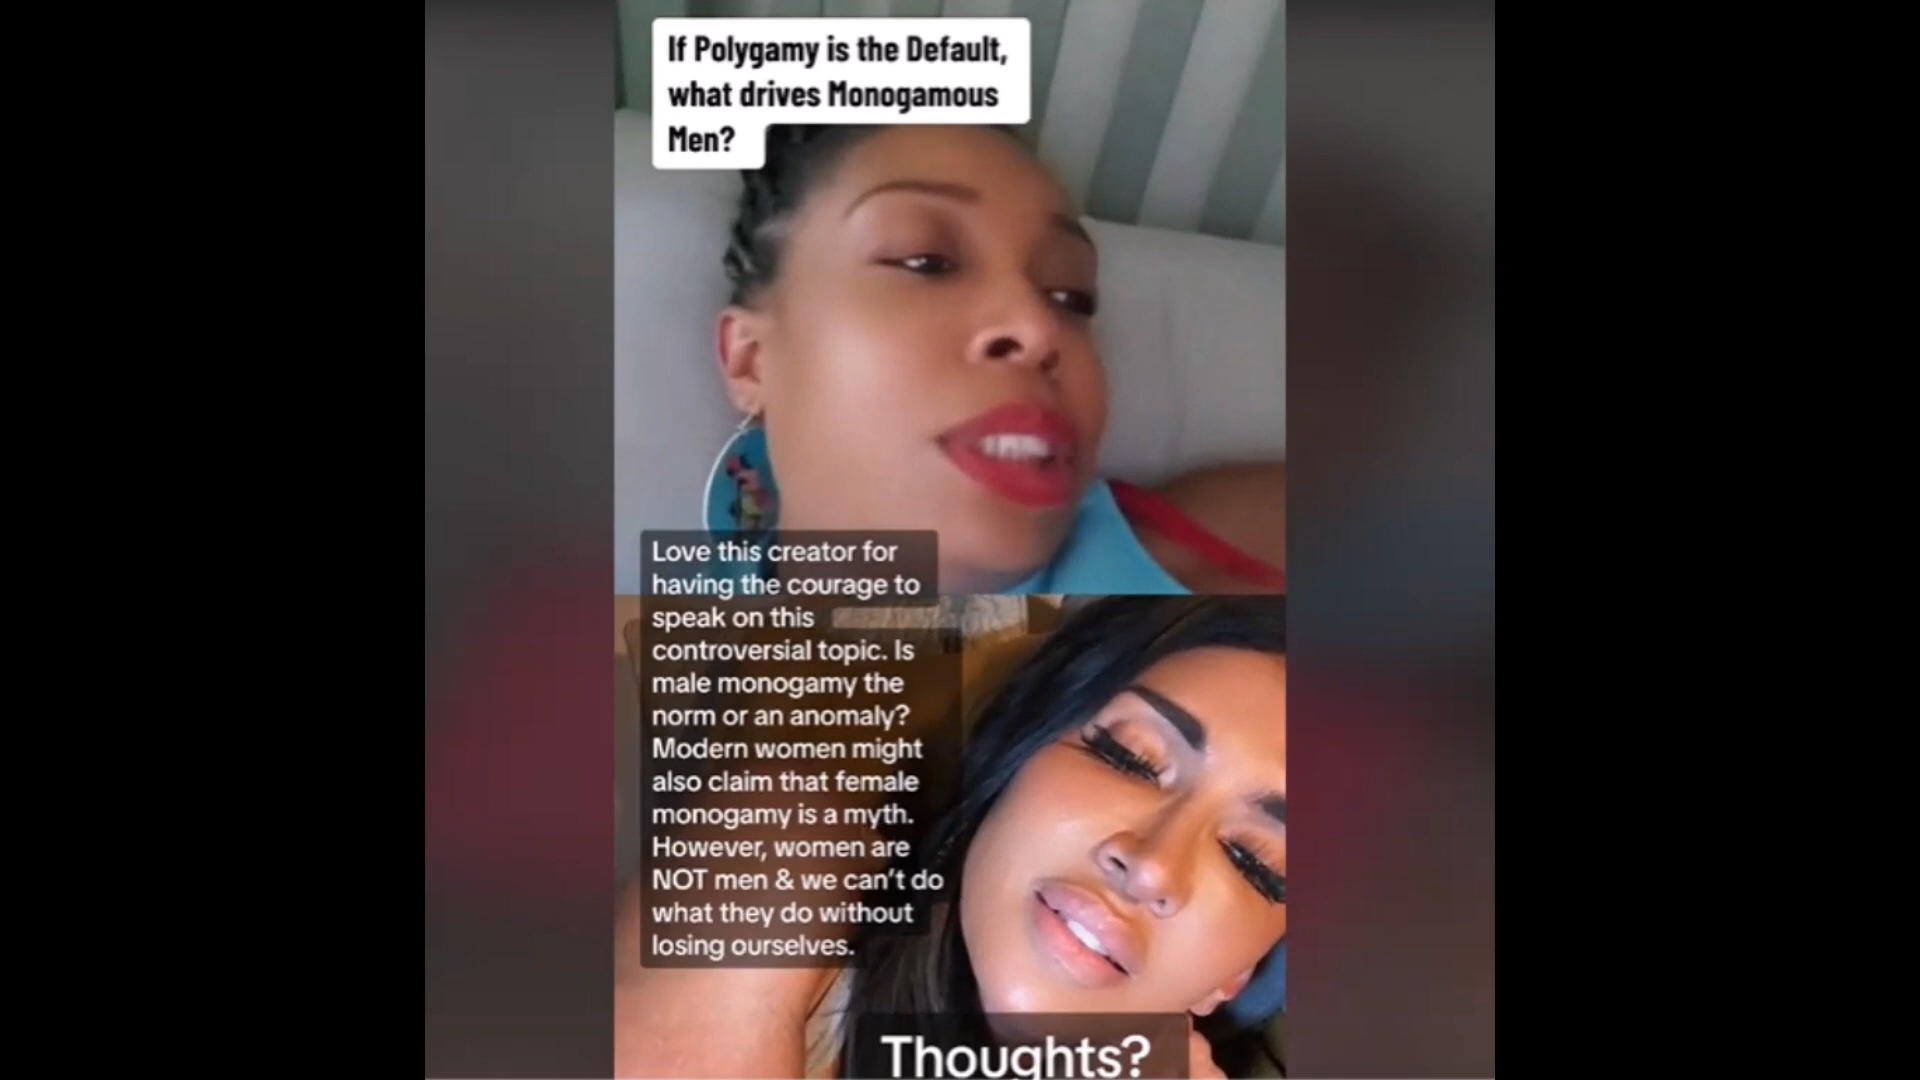 If Polygamy is the Default,
what drives Monogamous
Men?
Love this creator for
having the courage to
speak on this
controversial topic. Is
male monogamy the
norm or an anomaly?
Modern women might
also claim that female
monogamy is a myth.
However, women are
NOT men & we can't do
what they do without
losing ourselves.
Thoughts?